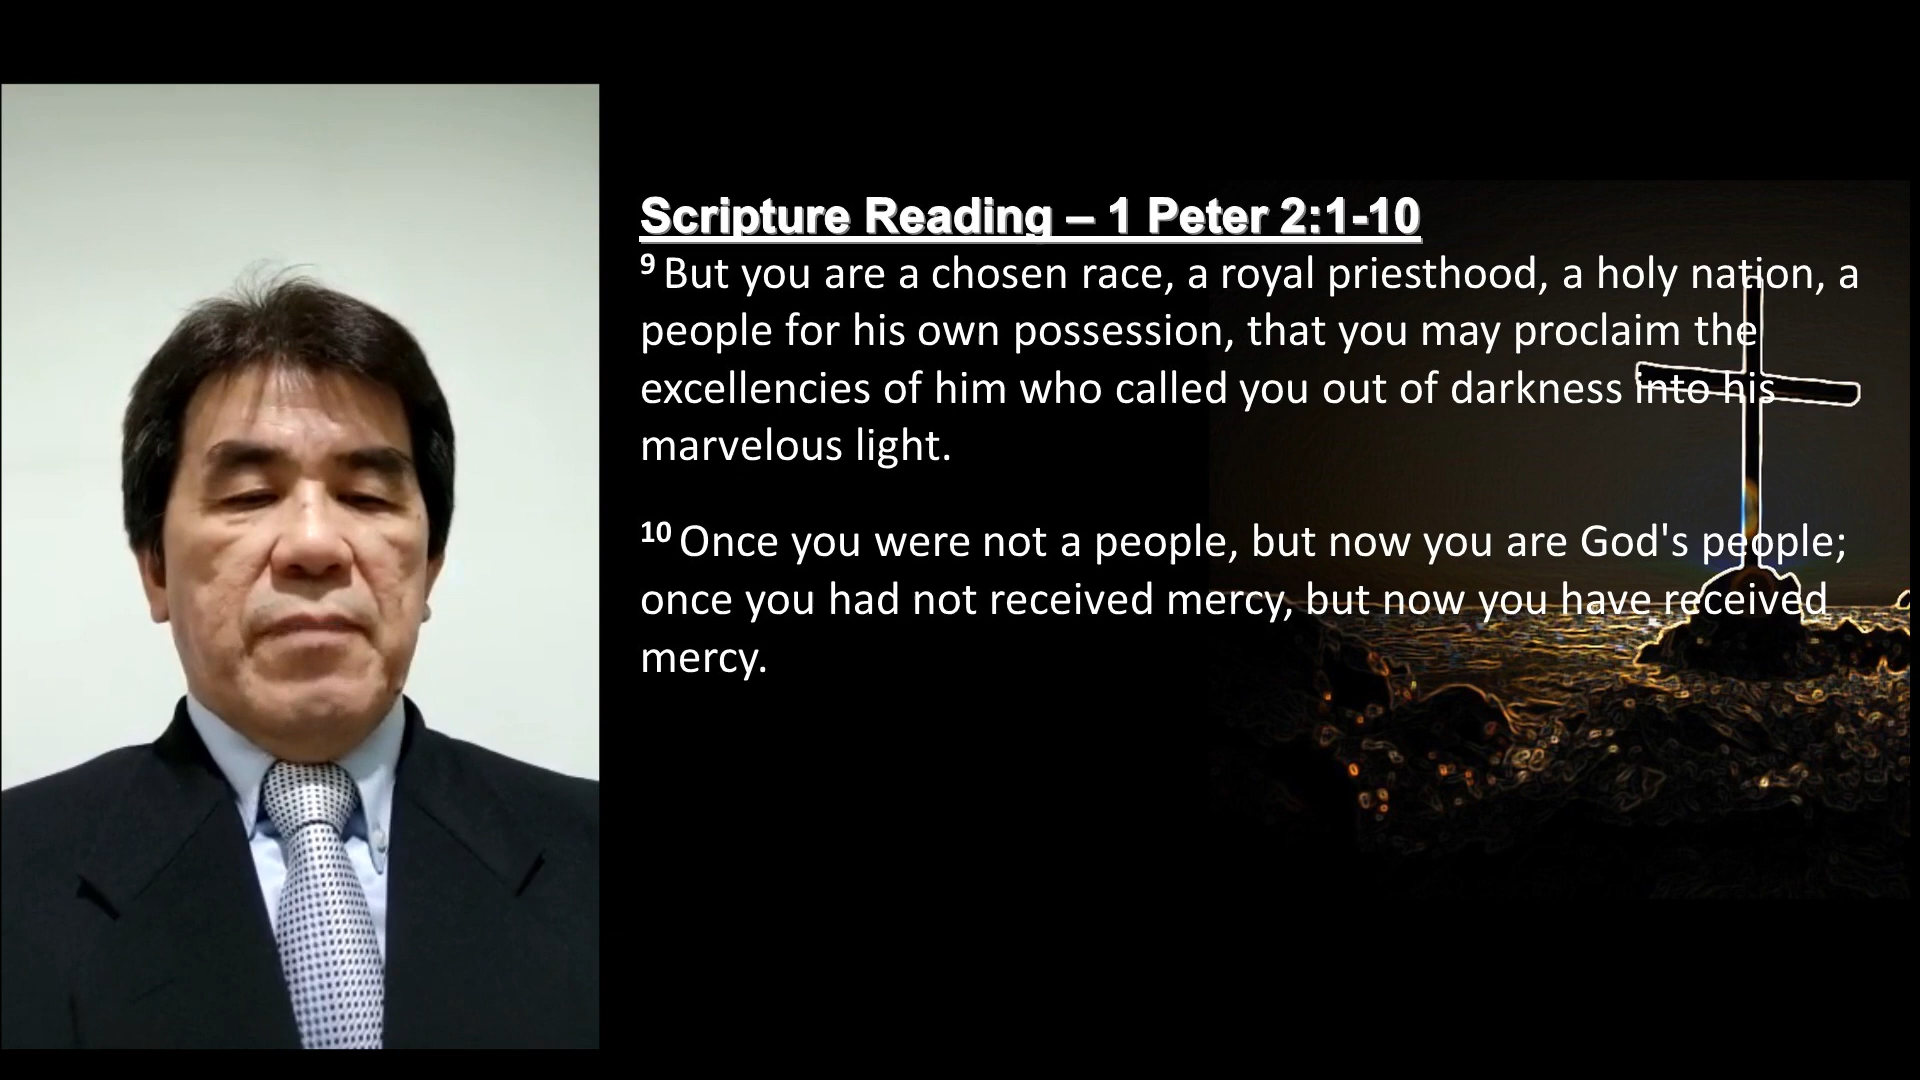 Scripture Reading – 1 Peter 2:1-10
9 But you are a chosen race, a royal priesthood, a holy nation, a
people for his own possession, that you may proclaim the
excellencies of him who called you out of darkness into his
marvelous light.
10 Once you were not a people, but now you are God's people;
once you had not received mercy, but now you have received
mercy.